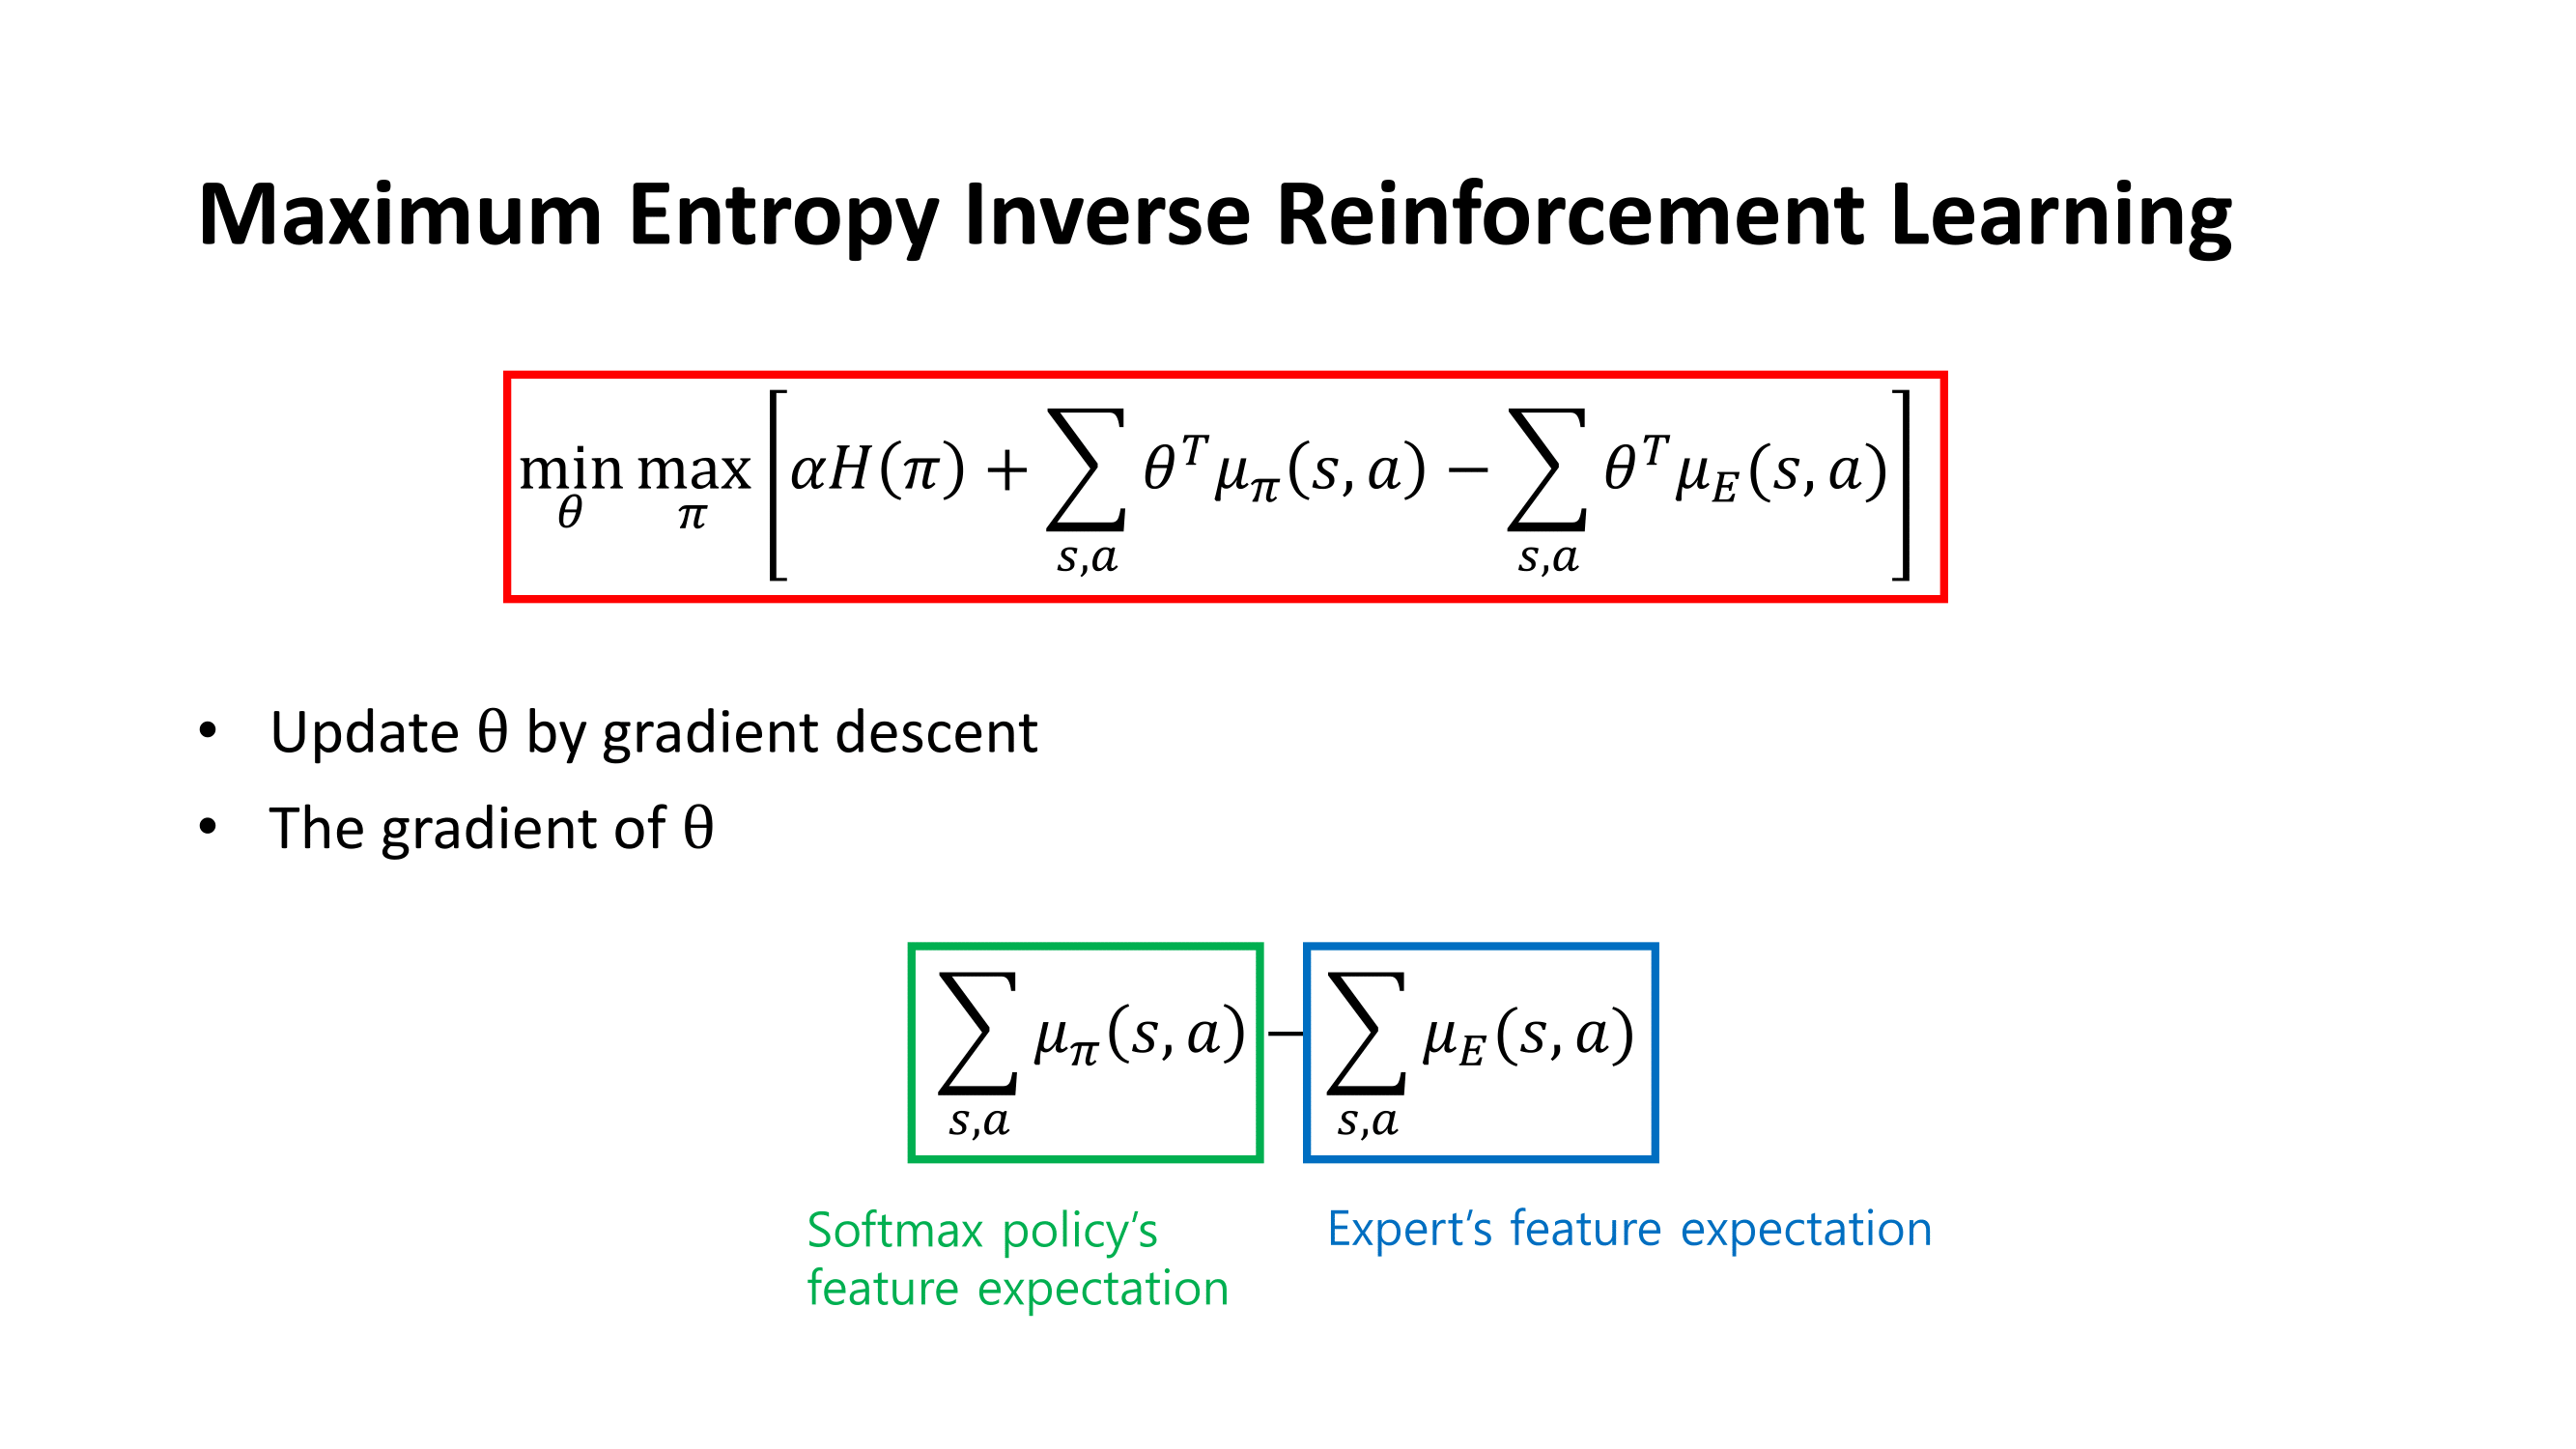 Maximum Entropy Inverse Reinforcement Learning
$\min_{\theta} \max_{\pi} \left[ \alpha H(\pi) + \sum_{s,a} \theta^T \mu_{\pi}(s,a) - \sum_{s,a} \theta^T \mu_E(s,a) \right]$
• Update θ by gradient descent
• The gradient of θ
$\sum_{s,a} \mu_{\pi}(s,a) - \sum_{s,a} \mu_E(s,a)$
Softmax policy’s
feature expectation
Expert’s feature expectation